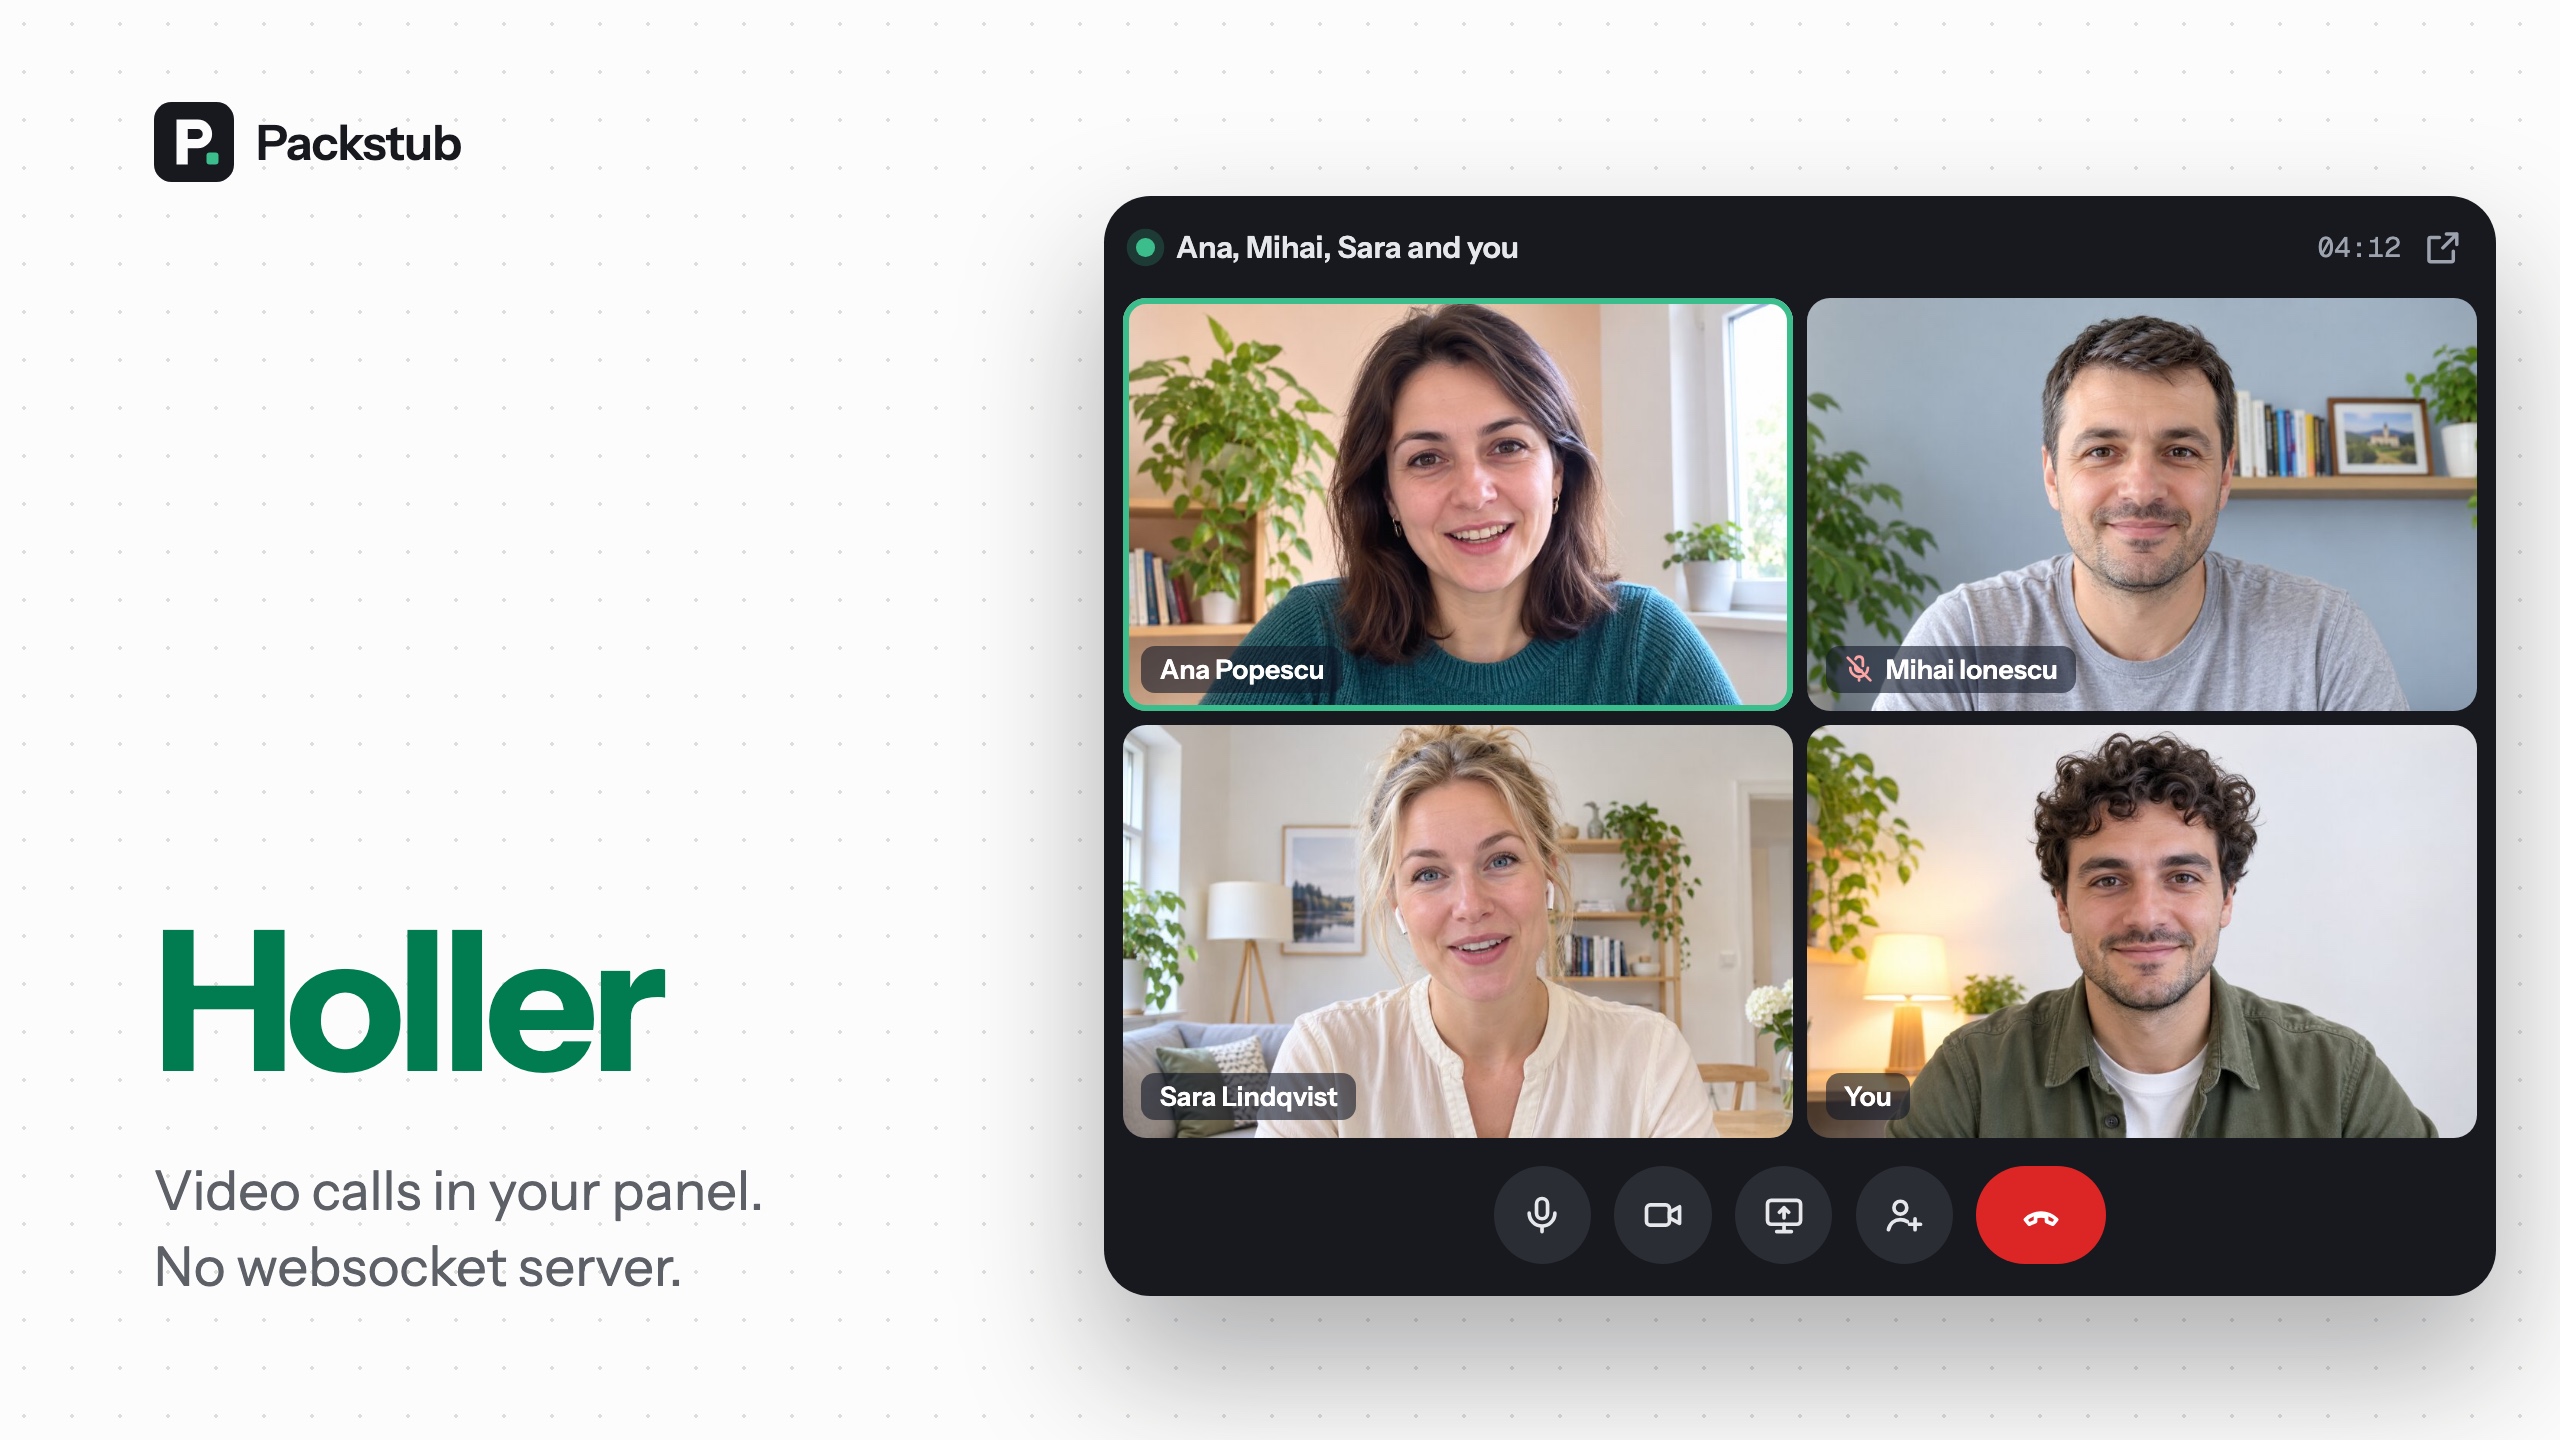 P.
Packstub
Holler
Video calls in your panel.
No websocket server.
Ana, Mihai, Sara and you
04:12
Ana Popescu
Mihai Ionescu
Sara Lindqvist
You